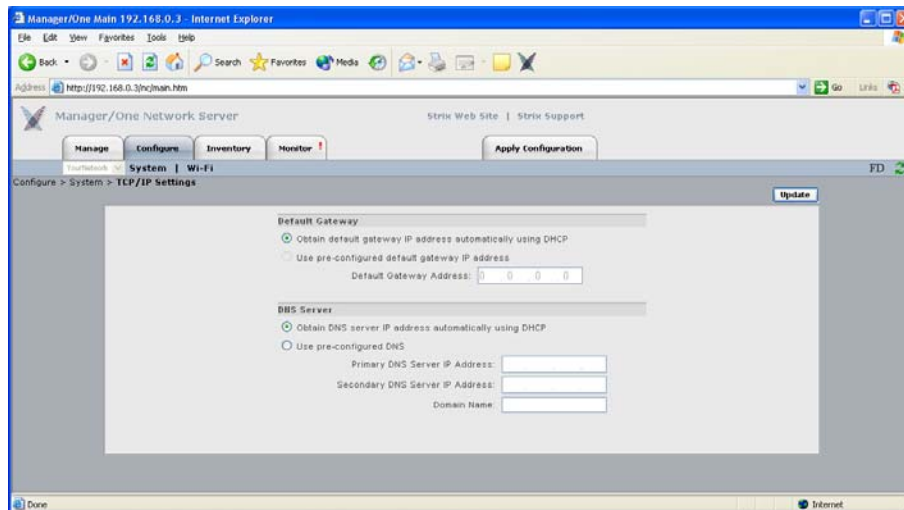 Manager/One Main 192.168.0.3 - Internet Explorer
File Edit View Favorites Tools Help
Back Search Favorites Media
Address http://192.168.0.3/nc/main.htm Go Links
Manager/One Network Server Strix Web Site | Strix Support
Manage Configure Inventory Monitor ! Apply Configuration
YourNetwork System | Wi-Fi FD
Configure > System > TCP/IP Settings
Update
Default Gateway
Obtain default gateway IP address automatically using DHCP
Use pre-configured default gateway IP address
Default Gateway Address: 0 0 0 0
DNS Server
Obtain DNS server IP address automatically using DHCP
Use pre-configured DNS
Primary DNS Server IP Address:
Secondary DNS Server IP Address:
Domain Name:
Done Internet